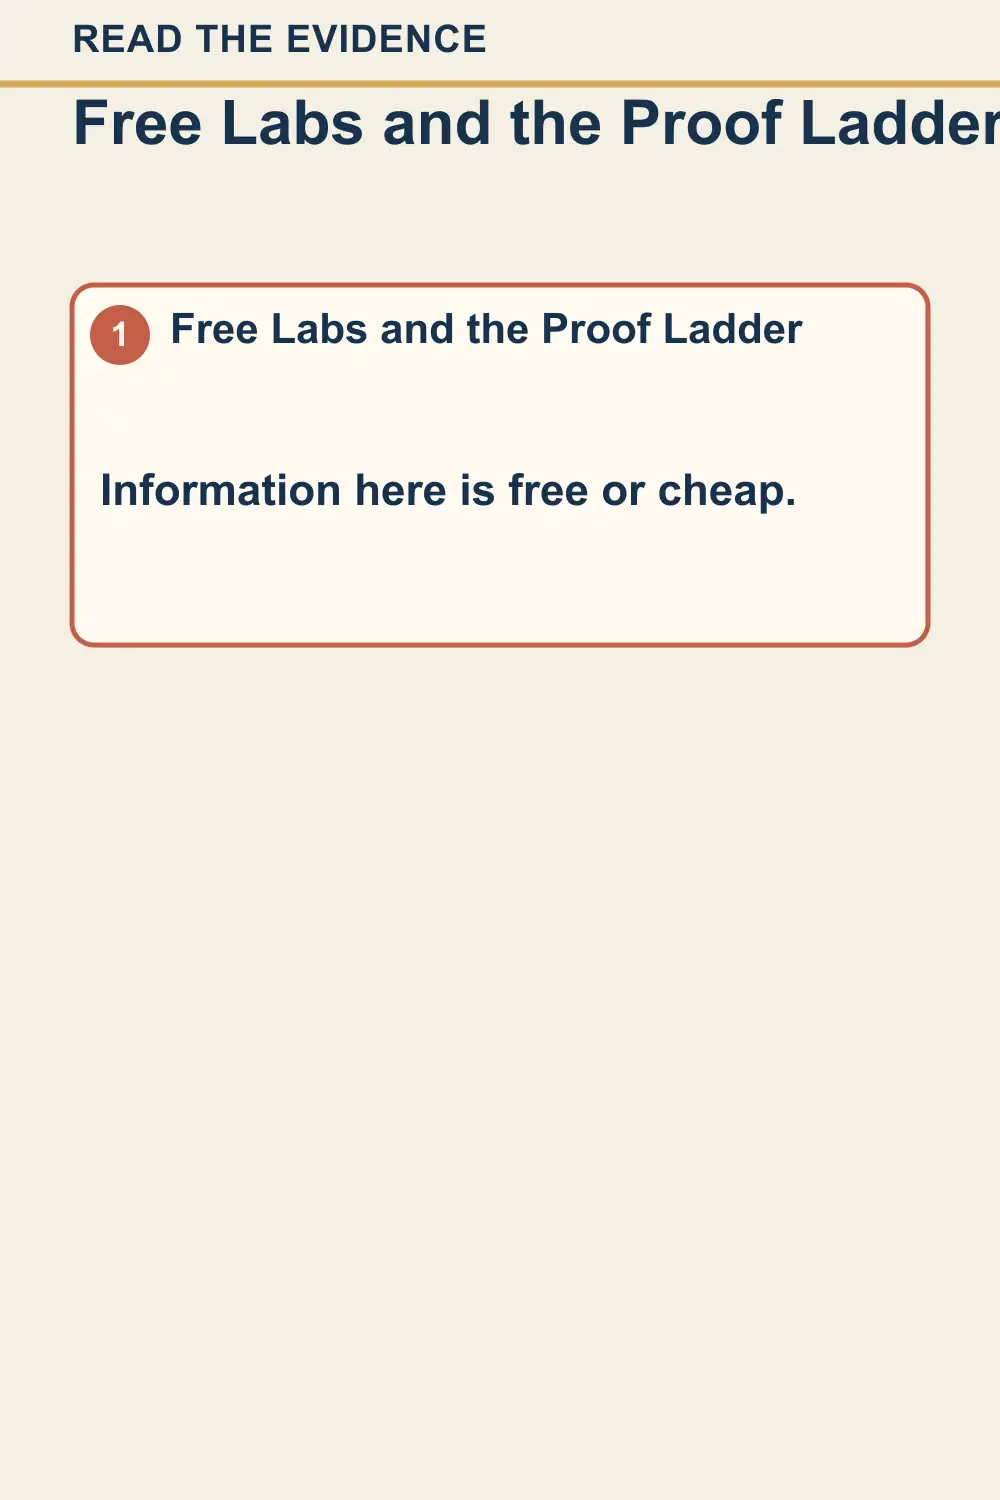 READ THE EVIDENCE
Free Labs and the Proof Ladder
1 Free Labs and the Proof Ladder
Information here is free or cheap.